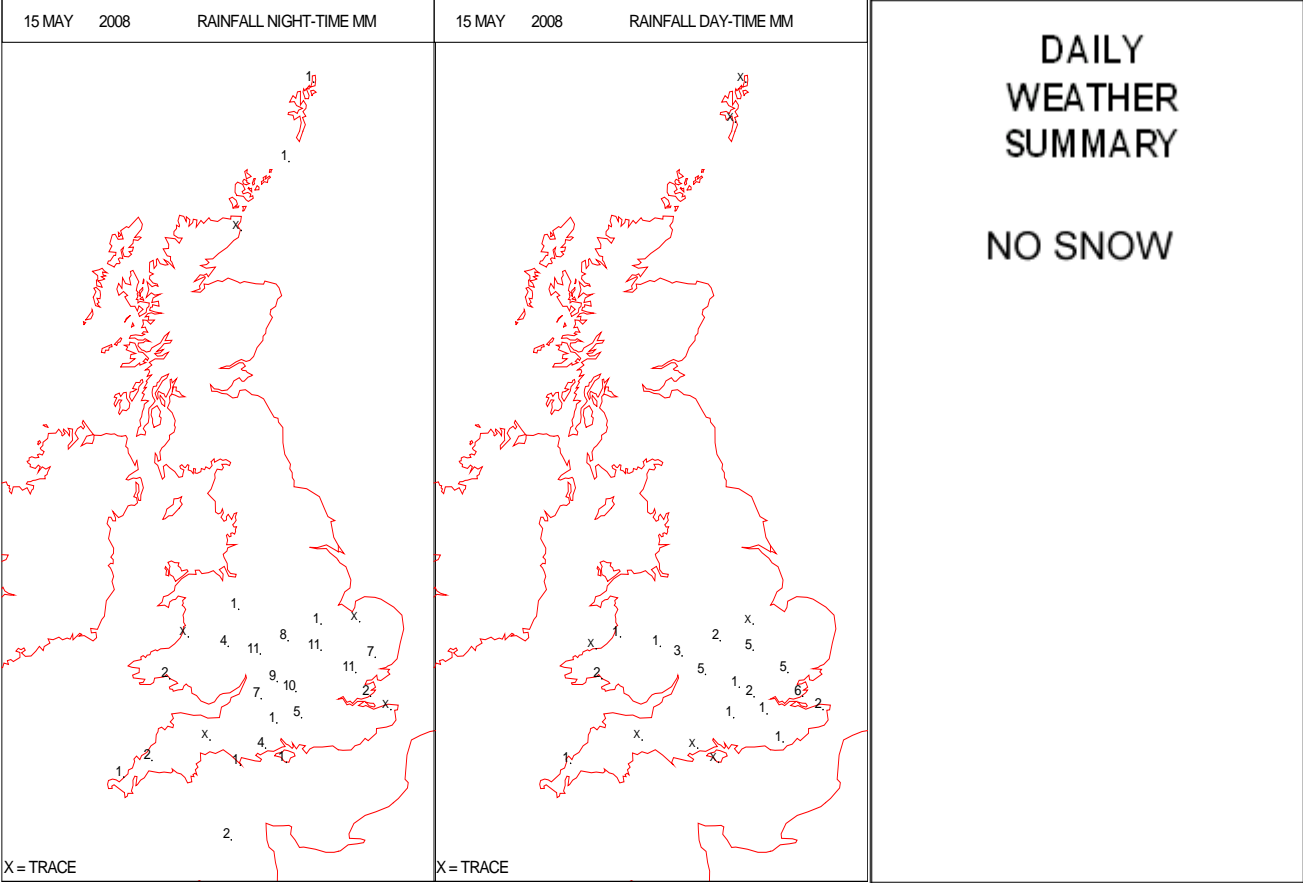 15 MAY 2008 RAINFALL NIGHT-TIME MM
1
1.
X.
1.
1.
X.
X.
8.
4.
11.
11.
7.
11.
2.
9.
10.
2.
7.
X.
5.
1.
X.
4.
2.
1.
1.
1.
2.
X = TRACE
15 MAY 2008 RAINFALL DAY-TIME MM
X
X.
X.
1.
2.
X.
1.
5.
3.
5.
5.
2.
1.
6.
2.
2.
1.
1.
X.
1.
X.
1.
X.
X = TRACE
DAILY
WEATHER
SUMMARY
NO SNOW